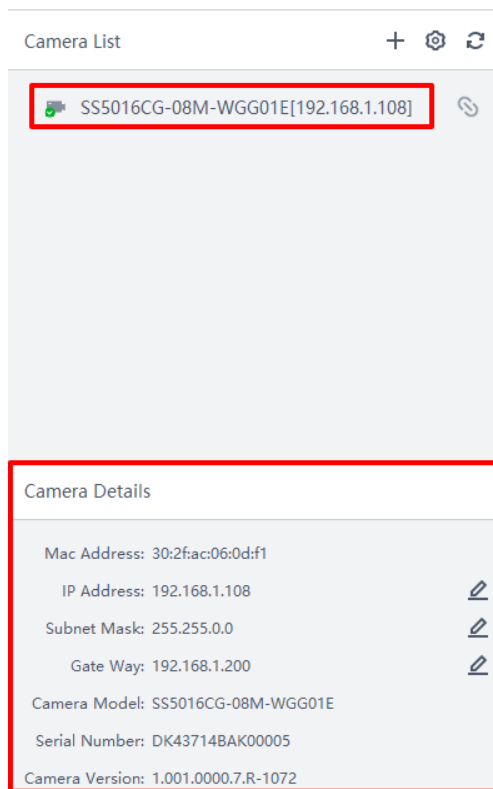 Camera List
SS5016CG-08M-WGG01E[192.168.1.108]
Camera Details
Mac Address: 30:2f:ac:06:0d:f1
IP Address: 192.168.1.108
Subnet Mask: 255.255.0.0
Gate Way: 192.168.1.200
Camera Model: SS5016CG-08M-WGG01E
Serial Number: DK43714BAK00005
Camera Version: 1.001.0000.7.R-1072